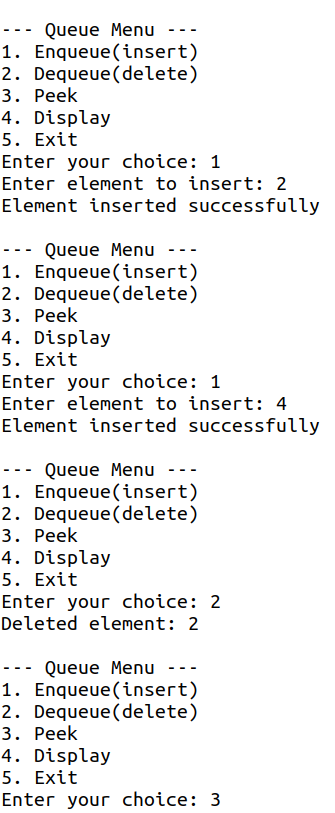 --- Queue Menu ---
1. Enqueue(insert)
2. Dequeue(delete)
3. Peek
4. Display
5. Exit
Enter your choice: 1
Enter element to insert: 2
Element inserted successfully
--- Queue Menu ---
1. Enqueue(insert)
2. Dequeue(delete)
3. Peek
4. Display
5. Exit
Enter your choice: 1
Enter element to insert: 4
Element inserted successfully
--- Queue Menu ---
1. Enqueue(insert)
2. Dequeue(delete)
3. Peek
4. Display
5. Exit
Enter your choice: 2
Deleted element: 2
--- Queue Menu ---
1. Enqueue(insert)
2. Dequeue(delete)
3. Peek
4. Display
5. Exit
Enter your choice: 3